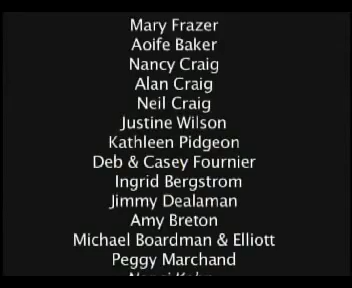 Mary Frazer
Aoife Baker
Nancy Craig
Alan Craig
Neil Craig
Justine Wilson
Kathleen Pidgeon
Deb & Casey Fournier
Ingrid Bergstrom
Jimmy Dealaman
Amy Breton
Michael Boardman & Elliott
Peggy Marchand